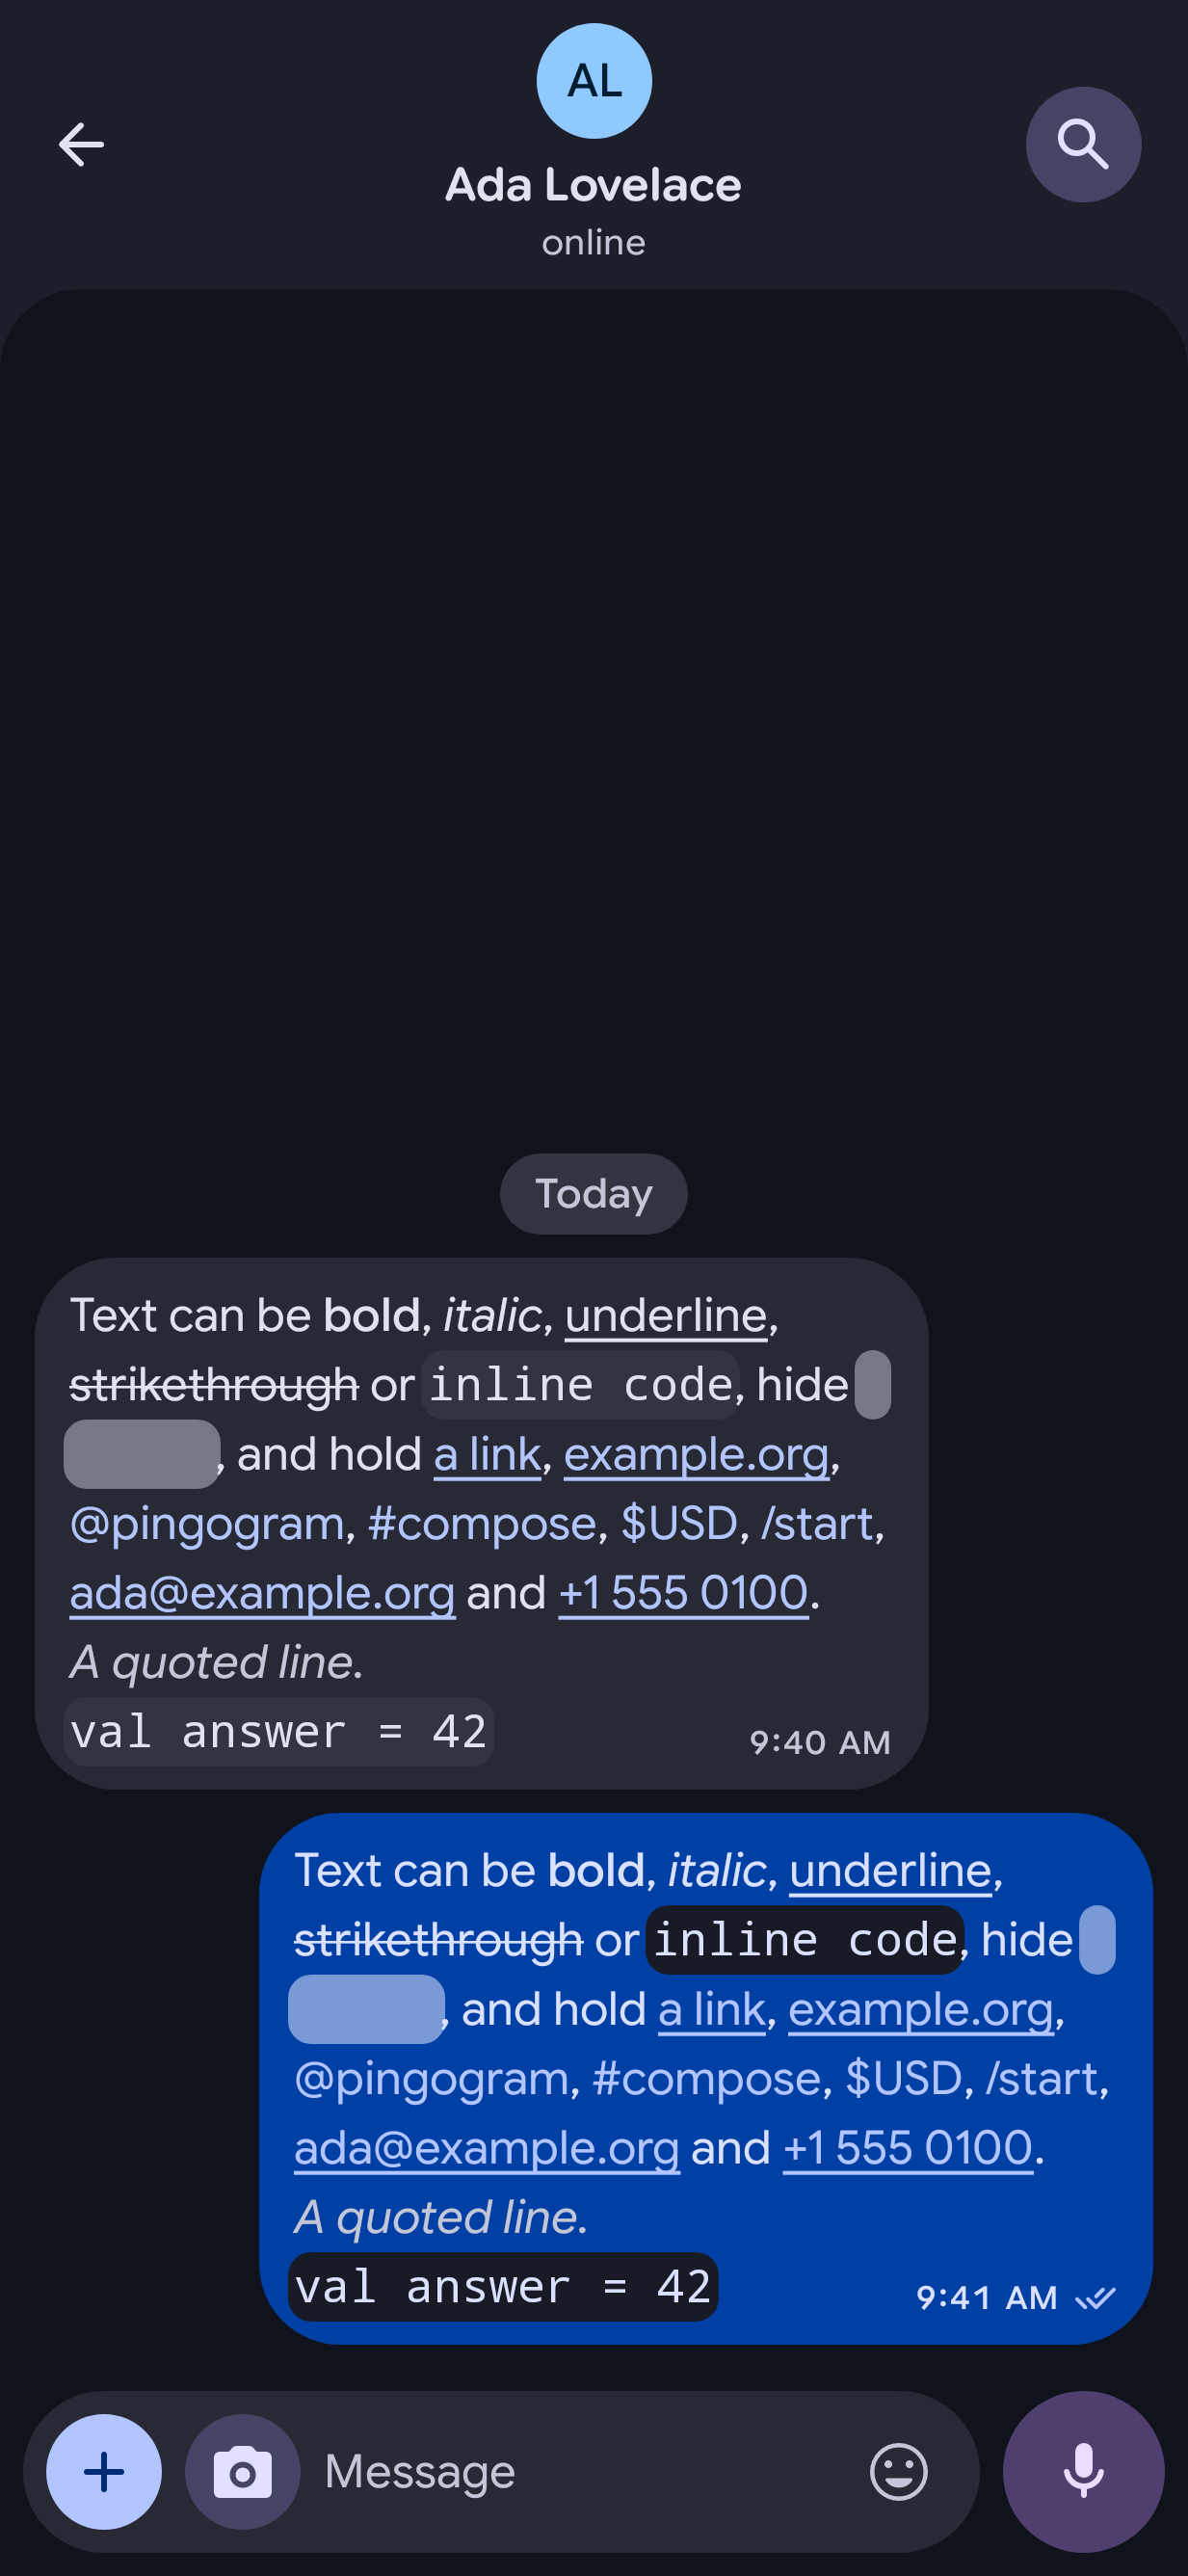 AL
Ada Lovelace
online
Today
Text can be bold, italic, underline,
strikethrough or inline code, hide
, and hold a link, example.org,
@pingogram, #compose, $USD, /start,
ada@example.org and +1 555 0100.
A quoted line.
val answer = 42
9:40 AM
Text can be bold, italic, underline,
strikethrough or inline code, hide
, and hold a link, example.org,
@pingogram, #compose, $USD, /start,
ada@example.org and +1 555 0100.
A quoted line.
val answer = 42
9:41 AM
Message